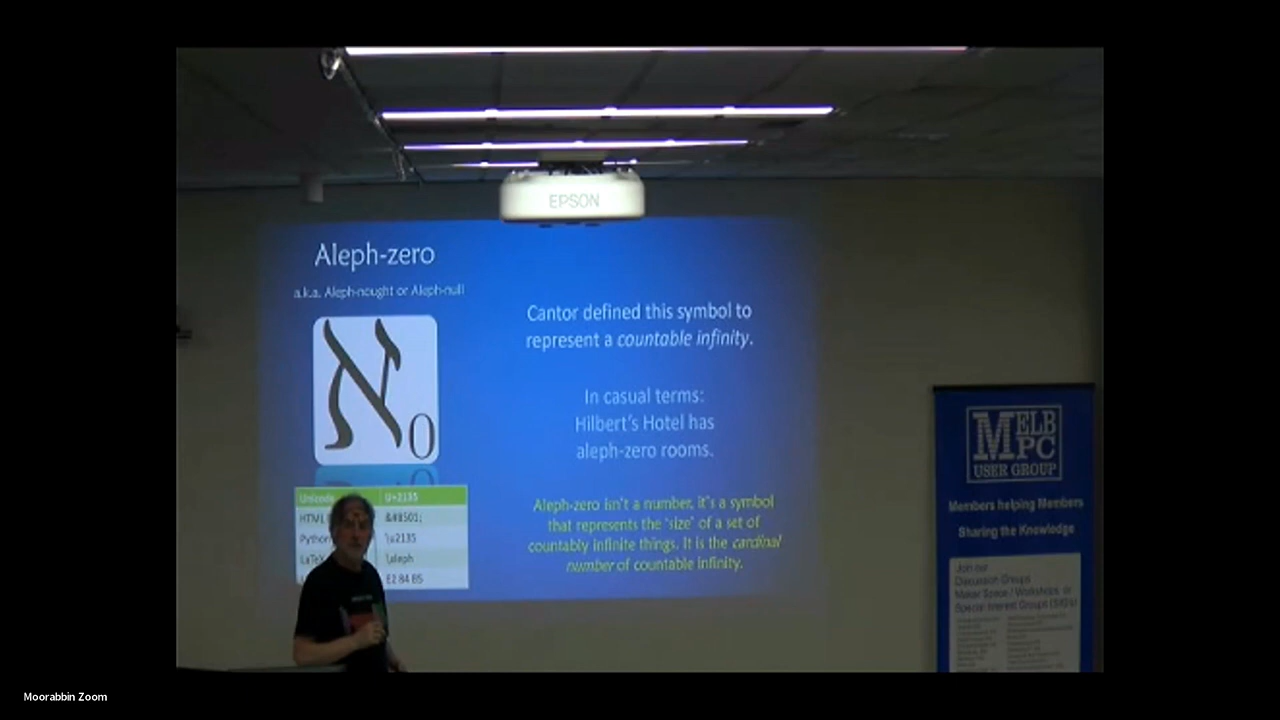 EPSON
Aleph-zero
a.k.a. Aleph-nought or Aleph-null
ℵ0
Cantor defined this symbol to
represent a countable infinity.
In casual terms:
Hilbert's Hotel has
aleph-zero rooms.
Aleph-zero isn't a number, it's a symbol
that represents the 'size' of a set of
countably infinite things. It is the cardinal
number of countable infinity.
Unicode U+2135
HTML &#8501;
Python \u2135
LaTeX \aleph
E2 84 B5
MELB
PC
USER GROUP
Members helping Members
Sharing the Knowledge
Join our
Discussion Groups
Maker Space / Workshops or
Special Interest Groups (SIG's)
Moorabbin Zoom